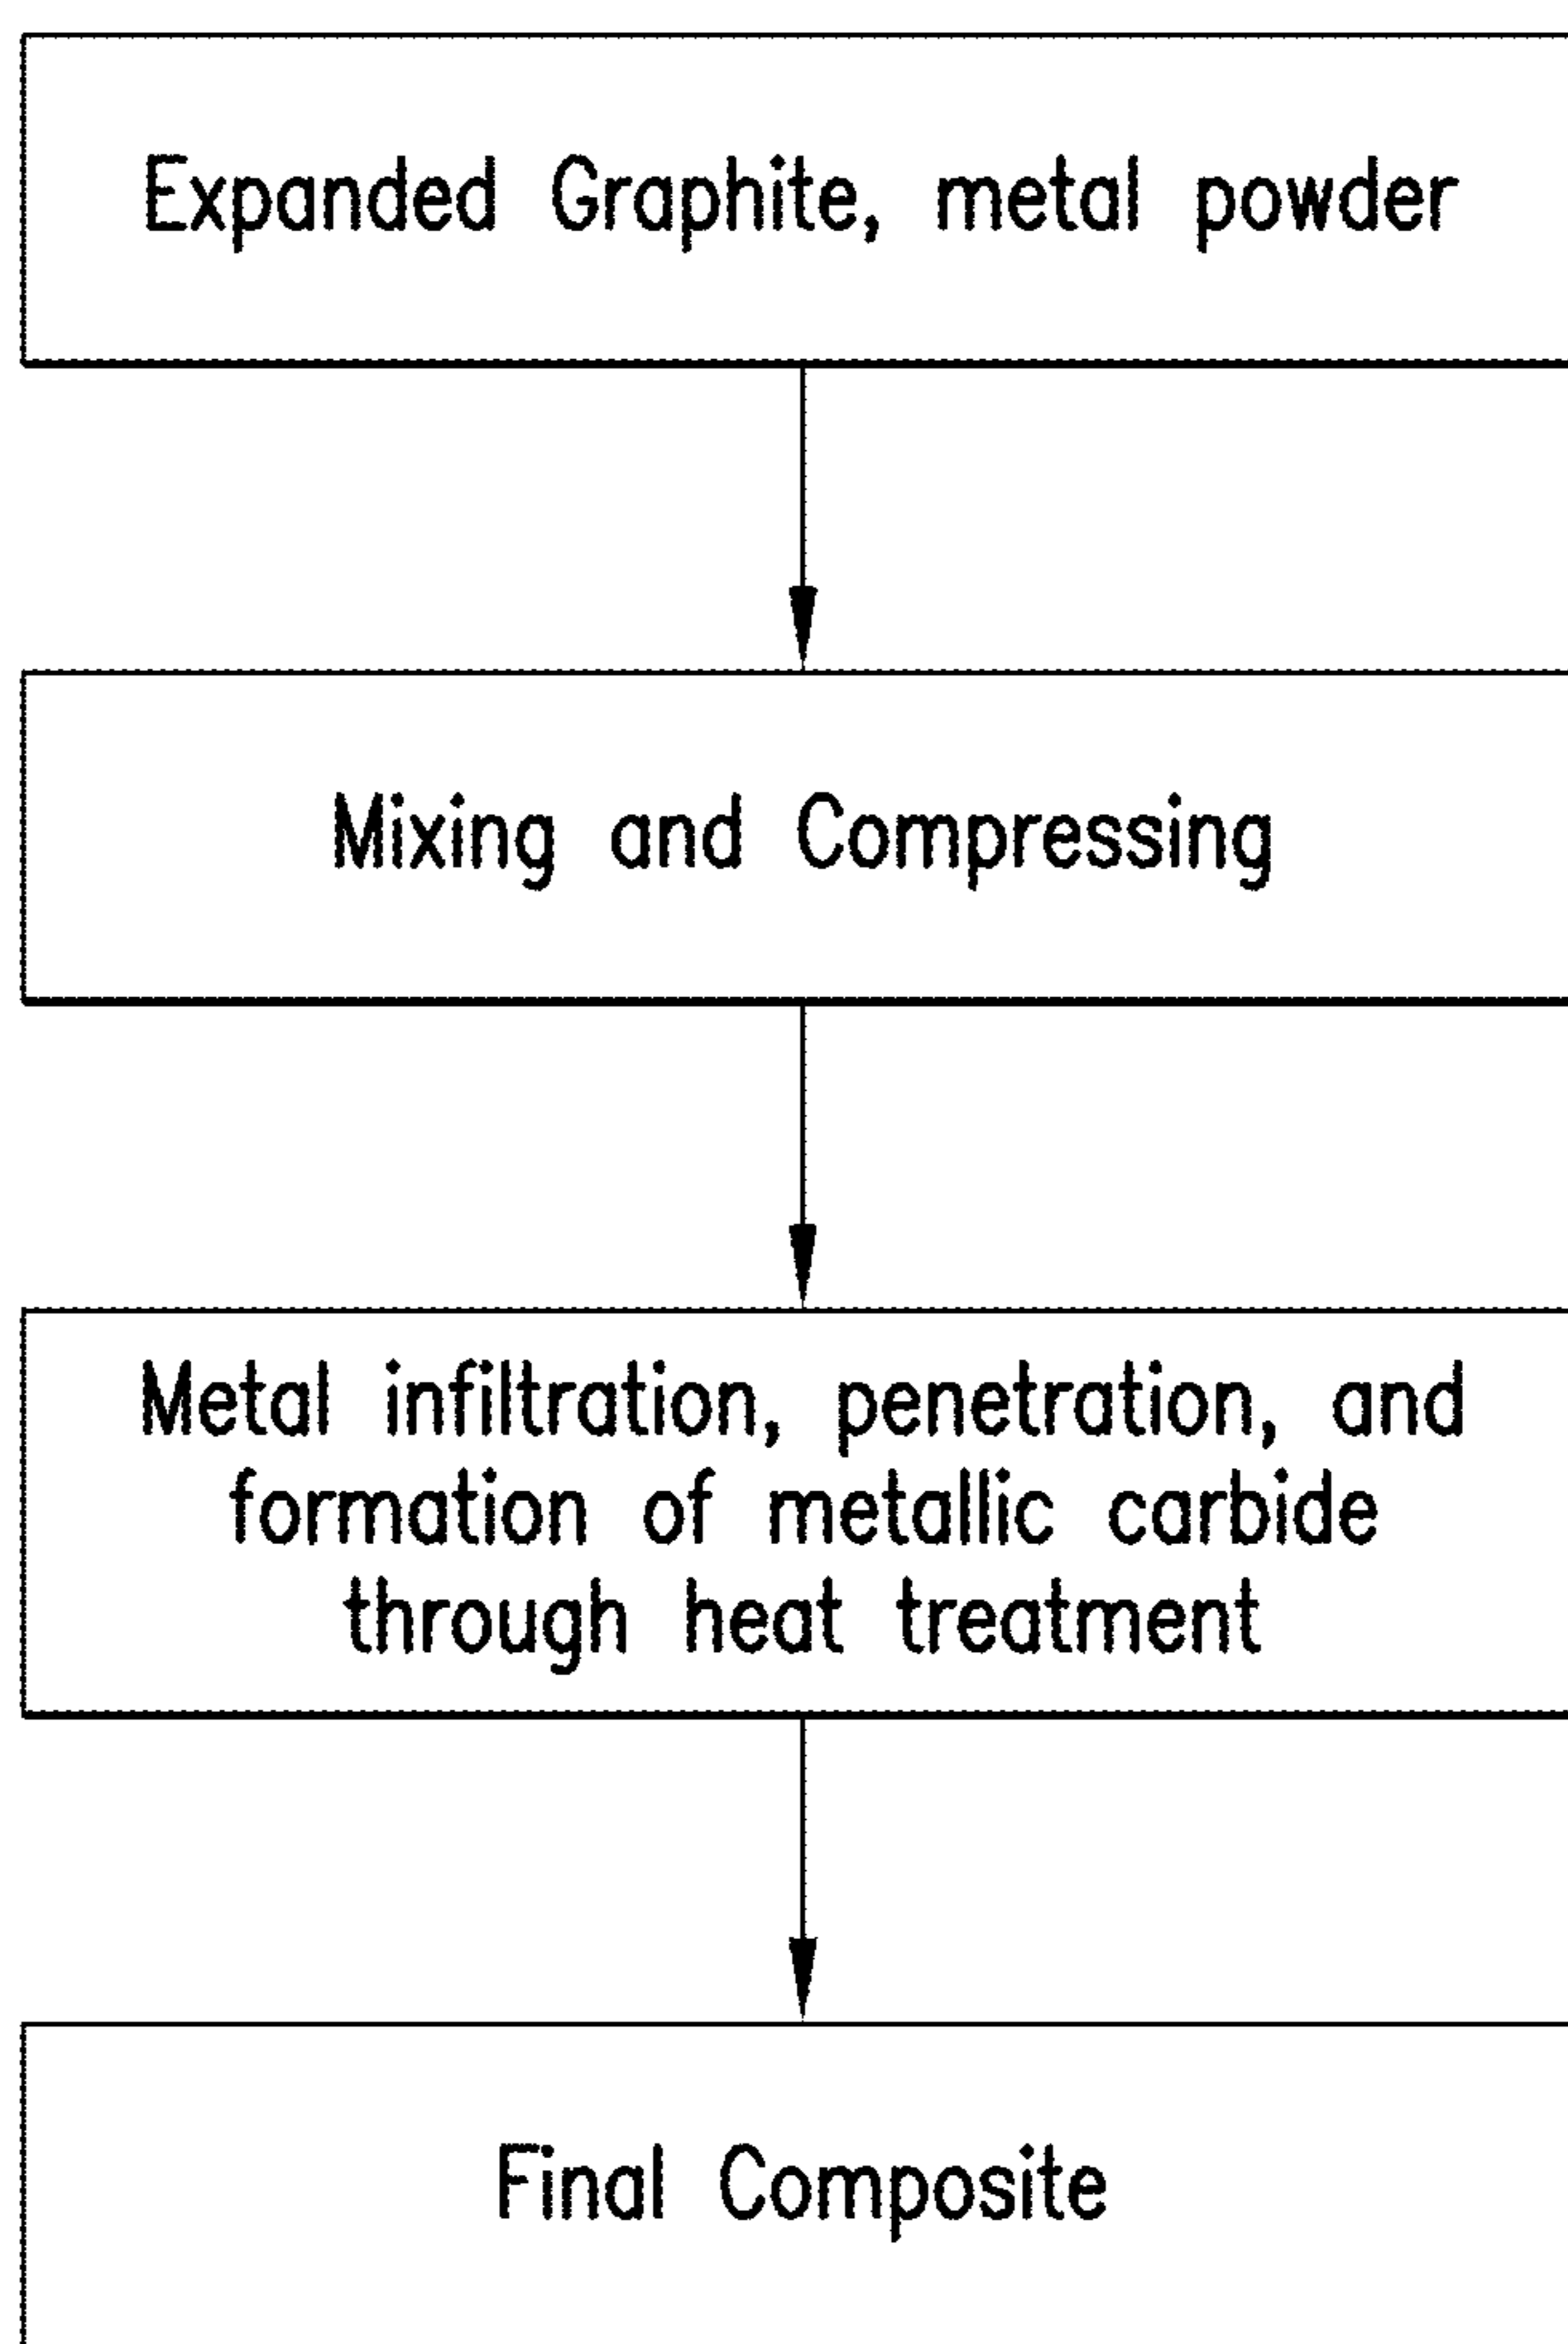 Expanded Graphite, metal powder
Mixing and Compressing
Metal infiltration, penetration, and
formation of metallic carbide
through heat treatment
Final Composite